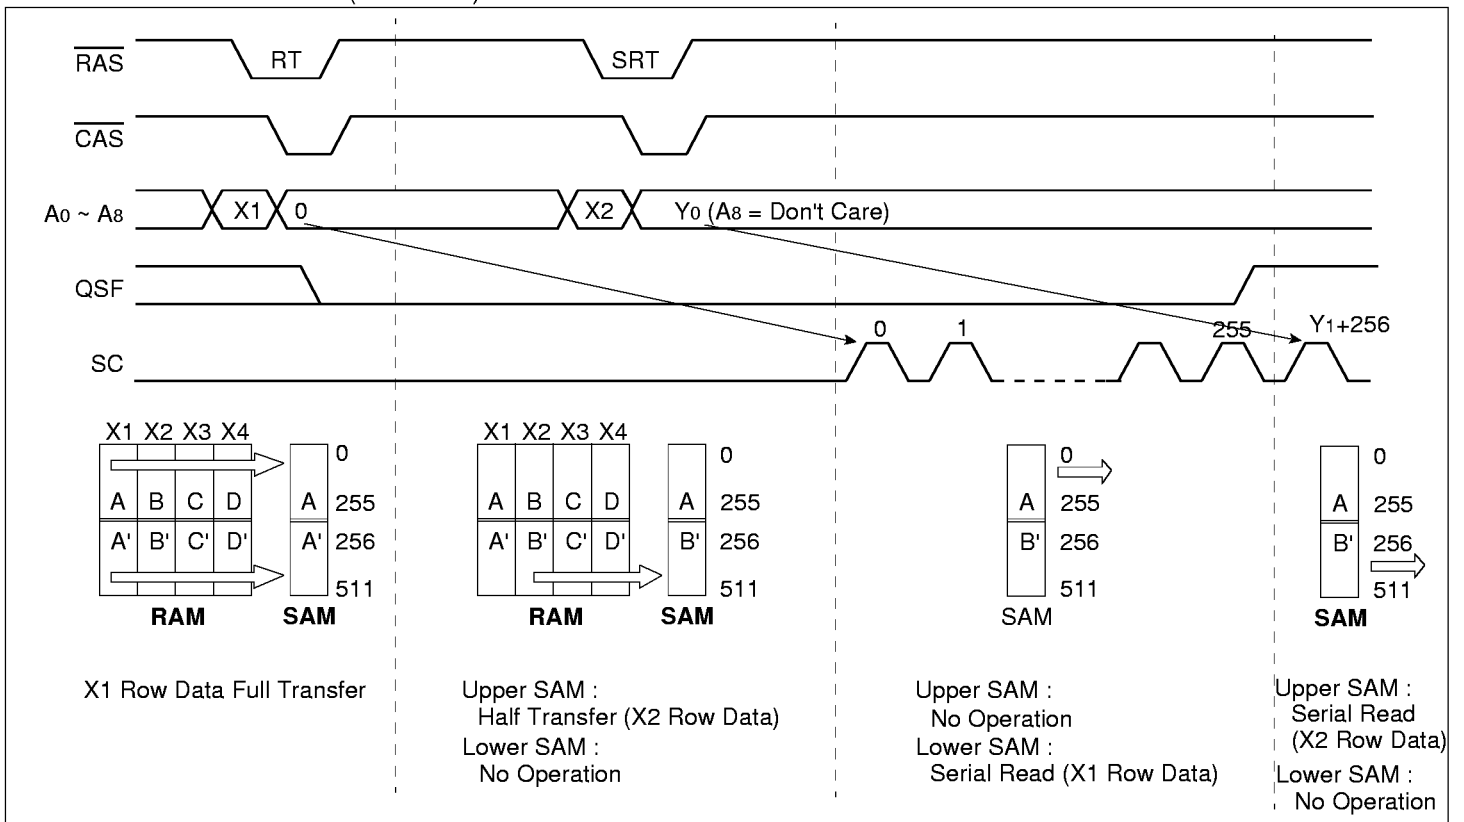 RAS RT SRT
CAS
A0 ~ A8 X1 0 X2 Y0 (A8 = Don't Care)
QSF
0 1 255 Y1+256
SC
X1 X2 X3 X4
0
A B C D A 255
A' B' C' D' A' 256
511
RAM SAM
X1 Row Data Full Transfer
X1 X2 X3 X4
0
A B C D A 255
A' B' C' D' B' 256
511
RAM SAM
Upper SAM :
Half Transfer (X2 Row Data)
Lower SAM :
No Operation
0
A 255
B' 256
511
SAM
Upper SAM :
No Operation
Lower SAM :
Serial Read (X1 Row Data)
0
A 255
B' 256
511
SAM
Upper SAM :
Serial Read
(X2 Row Data)
Lower SAM :
No Operation